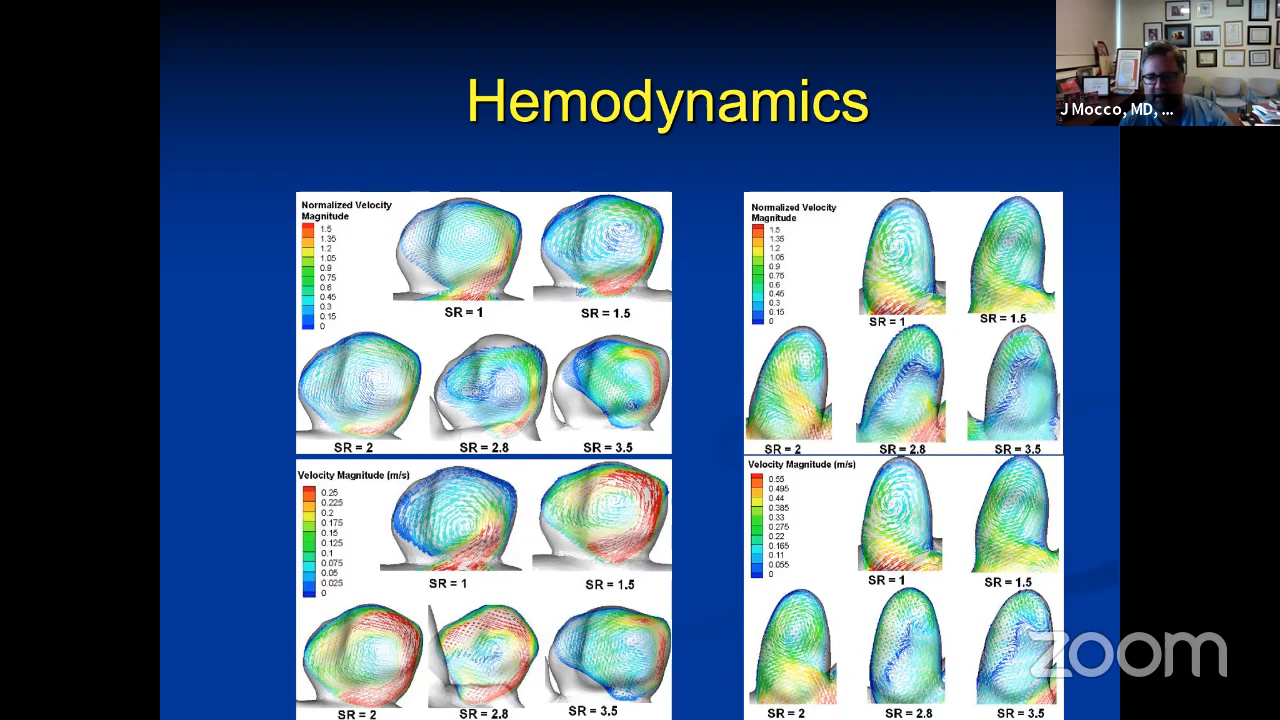 Hemodynamics
J Mocco, MD, ...
Normalized Velocity
Magnitude
1.5
1.35
1.2
1.05
0.9
0.75
0.6
0.45
0.3
0.15
0
SR = 1
SR = 1.5
SR = 2
SR = 2.8
SR = 3.5
Normalized Velocity
Magnitude
1.5
1.35
1.2
1.05
0.9
0.75
0.6
0.45
0.3
0.15
0
SR = 1
SR = 1.5
SR = 2
SR = 2.8
SR = 3.5
Velocity Magnitude (m/s)
0.25
0.225
0.2
0.175
0.15
0.125
0.1
0.075
0.05
0.025
0
SR = 1
SR = 1.5
SR = 2
SR = 2.8
SR = 3.5
Velocity Magnitude (m/s)
0.55
0.495
0.44
0.385
0.33
0.275
0.22
0.165
0.11
0.055
0
SR = 1
SR = 1.5
SR = 2
SR = 2.8
SR = 3.5
zoom